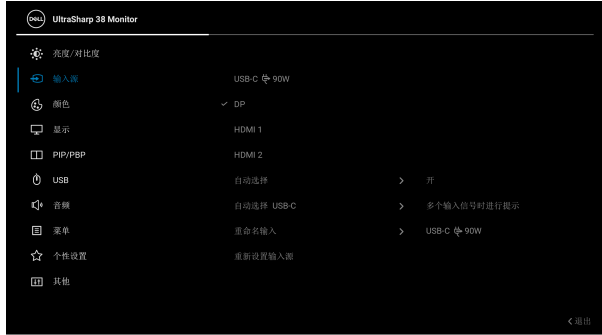 DELL UltraSharp 38 Monitor
亮度/对比度
输入源 USB-C 90W
颜色 DP
显示 HDMI 1
PIP/PBP HDMI 2
USB 自动选择 开
音频 自动选择 USB-C 多个输入信号时进行提示
菜单 重命名输入 USB-C 90W
个性设置 重新设置输入源
其他
退出